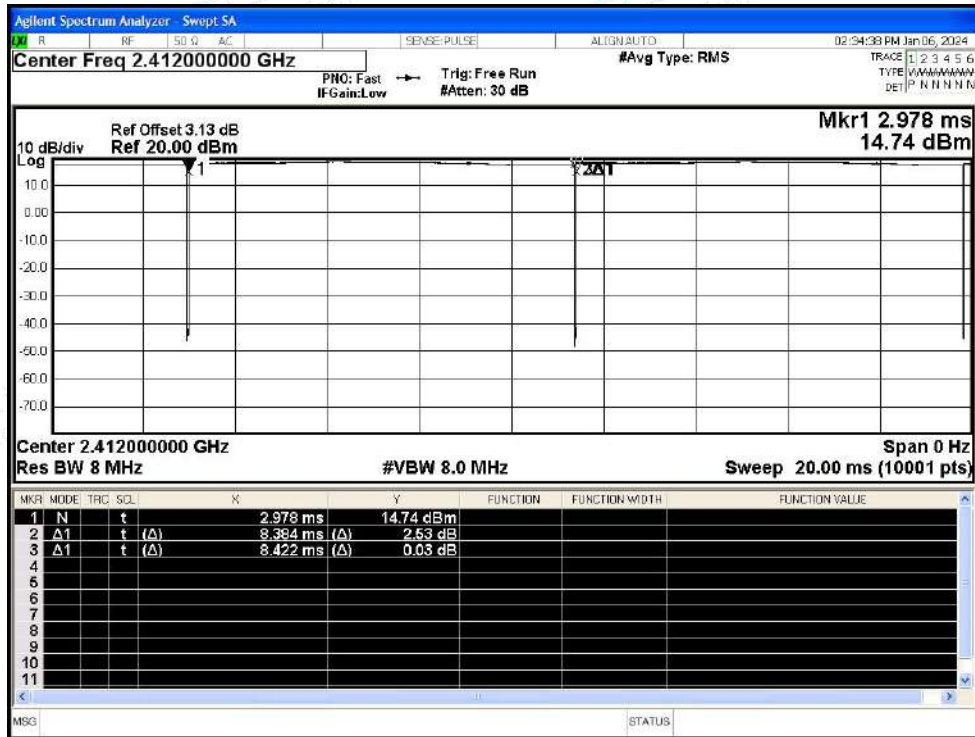 Agilent Spectrum Analyzer - Swept SA
LXI R RF 50 Ω AC SENSE:PULSE ALIGN AUTO 02:34:38 PM Jan 06, 2024
Center Freq 2.412000000 GHz #Avg Type: RMS TRACE 1 2 3 4 5 6
PNO: Fast Trig: Free Run TYPE
IFGain:Low #Atten: 30 dB DET P N N N N N
Mkr1 2.978 ms
Ref Offset 3.13 dB
10 dB/div Ref 20.00 dBm 14.74 dBm
Log
1
3Δ1
10.0
0.00
-10.0
-20.0
-30.0
-40.0
-50.0
-60.0
-70.0
Center 2.412000000 GHz Span 0 Hz
Res BW 8 MHz #VBW 8.0 MHz Sweep 20.00 ms (10001 pts)
MKR MODE TRC SCL X Y FUNCTION FUNCTION WIDTH FUNCTION VALUE
1 N t 2.978 ms 14.74 dBm
2 Δ1 t (Δ) 8.384 ms (Δ) 2.53 dB
3 Δ1 t (Δ) 8.422 ms (Δ) 0.03 dB
4
5
6
7
8
9
10
11
MSG STATUS